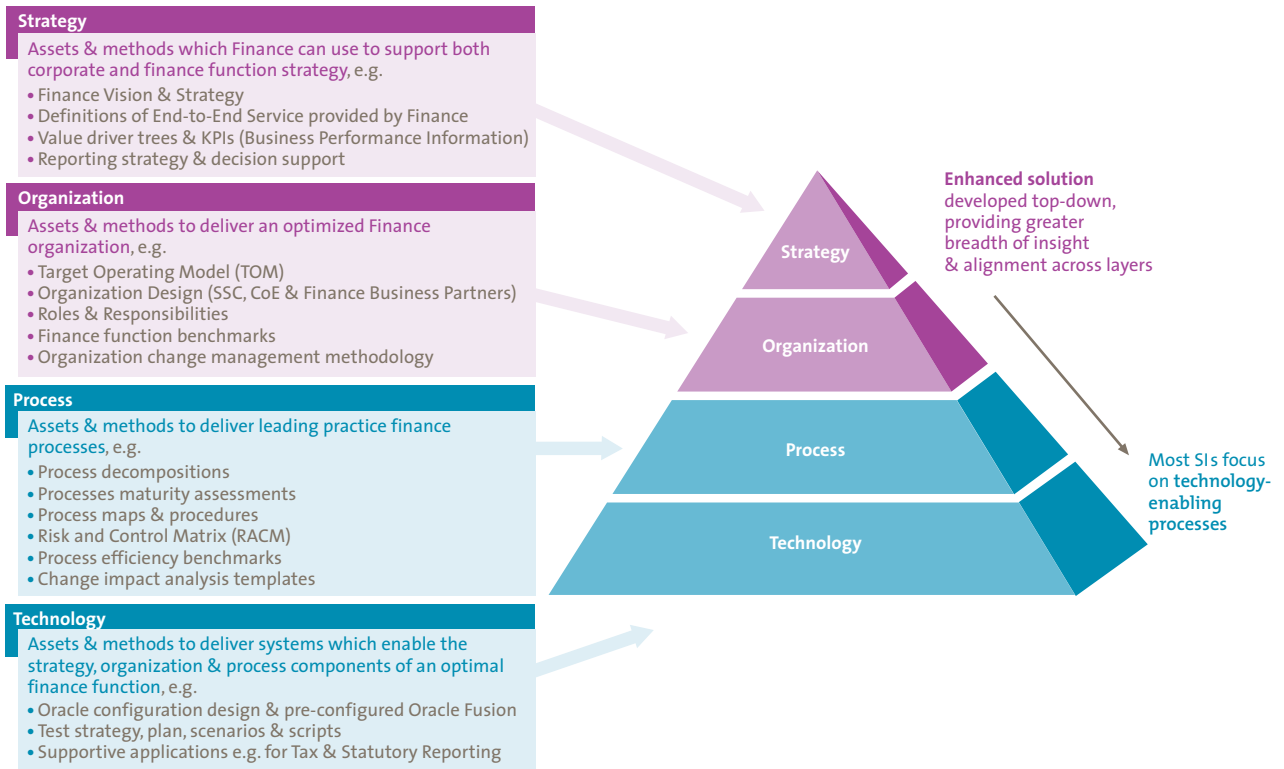 Strategy
Assets & methods which Finance can use to support both
corporate and finance function strategy, e.g.
• Finance Vision & Strategy
• Definitions of End-to-End Service provided by Finance
• Value driver trees & KPIs (Business Performance Information)
• Reporting strategy & decision support
Organization
Assets & methods to deliver an optimized Finance
organization, e.g.
• Target Operating Model (TOM)
• Organization Design (SSC, CoE & Finance Business Partners)
• Roles & Responsibilities
• Finance function benchmarks
• Organization change management methodology
Process
Assets & methods to deliver leading practice finance
processes, e.g.
• Process decompositions
• Processes maturity assessments
• Process maps & procedures
• Risk and Control Matrix (RACM)
• Process efficiency benchmarks
• Change impact analysis templates
Technology
Assets & methods to deliver systems which enable the
strategy, organization & process components of an optimal
finance function, e.g.
• Oracle configuration design & pre-configured Oracle Fusion
• Test strategy, plan, scenarios & scripts
• Supportive applications e.g. for Tax & Statutory Reporting
Strategy
Organization
Process
Technology
Enhanced solution
developed top-down,
providing greater
breadth of insight
& alignment across layers
Most SIs focus
on technology-
enabling
processes